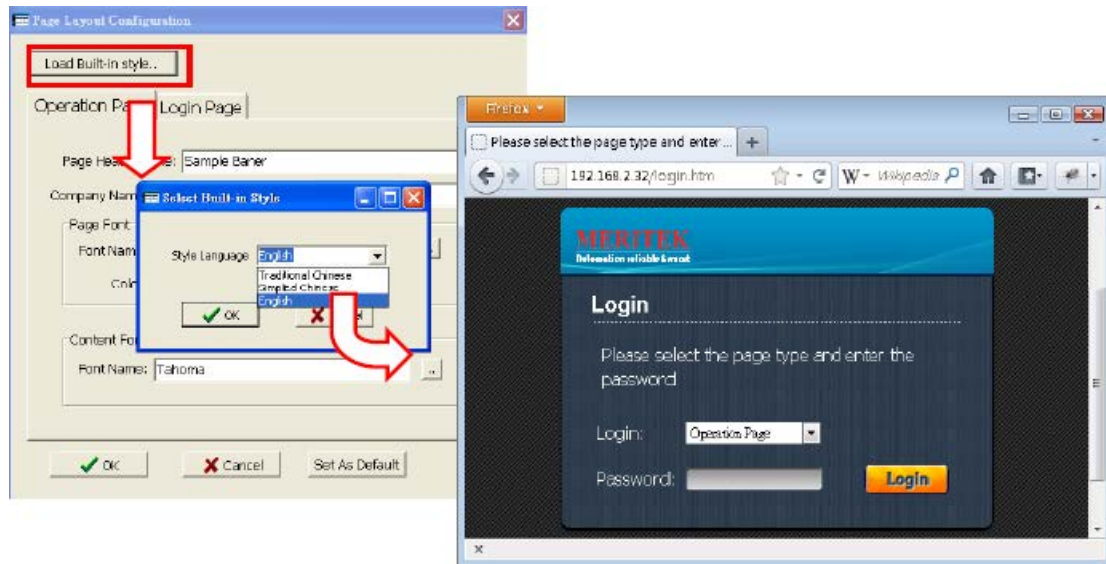 Page Layout Configuration
Load Built-in style..
Operation Pa
Login Page
Page Hea
e: Sample Baner
Company Nam
Page Font
Font Nam
Colo
Content Fo
Font Name: Tahoma
..
OK
Cancel
Set As Default
Select Built-in Style
Style Language English
Traditional Chinese
Simplied Chinese
English
OK
Firefox
Please select the page type and enter ...
192.168.2.32/login.htm
W - Wikipedia
MERITEK
Login
Please select the page type and enter the
password
Login: Operation Page
Password:
Login